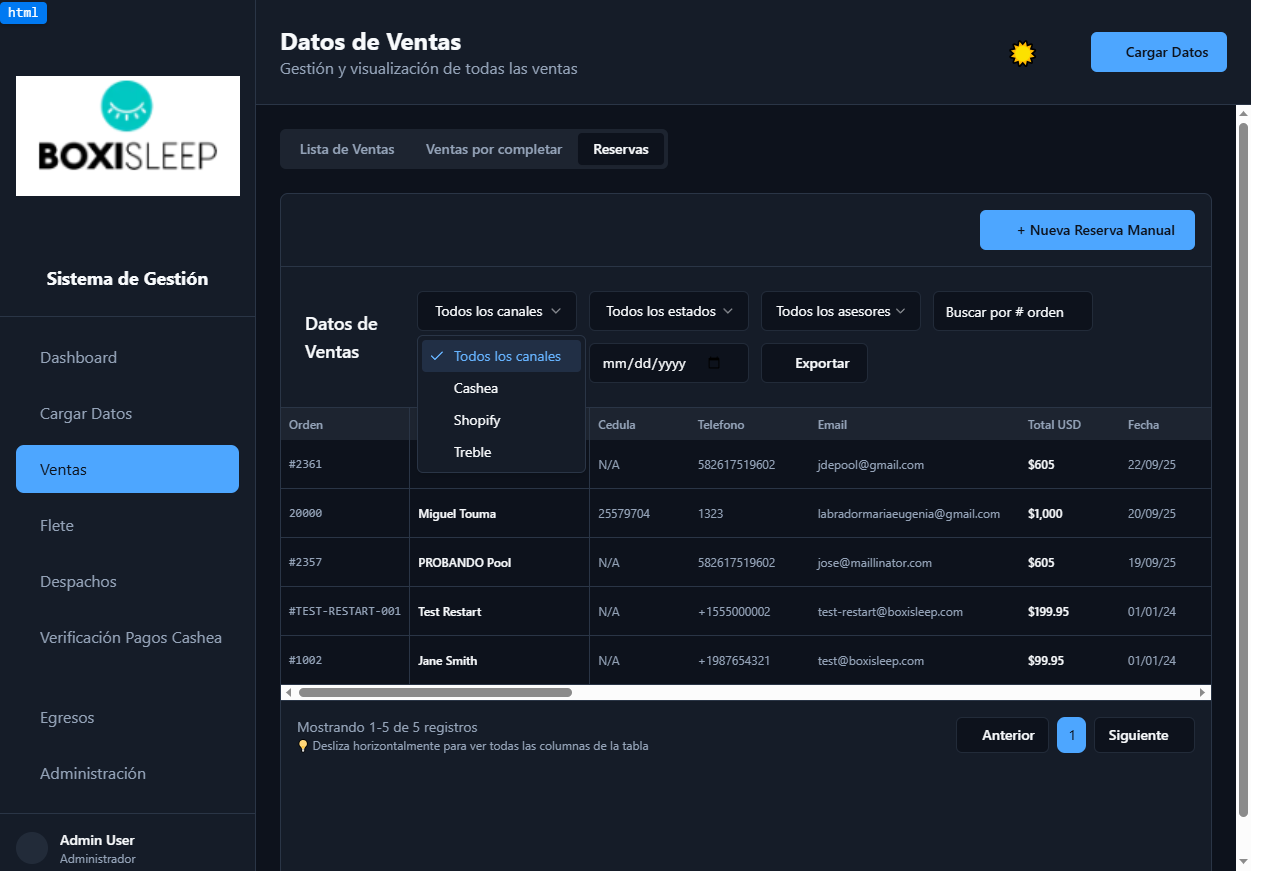 html
BOXISLEEP
Sistema de Gestión
Dashboard
Cargar Datos
Ventas
Flete
Despachos
Verificación Pagos Cashea
Egresos
Administración
Admin User
Administrador
Datos de Ventas
Gestión y visualización de todas las ventas
Cargar Datos
Lista de Ventas Ventas por completar Reservas
+ Nueva Reserva Manual
Datos de
Ventas
Todos los canales Todos los estados Todos los asesores Buscar por # orden
mm/dd/yyyy Exportar
Todos los canales
Cashea
Shopify
Treble
Orden Cedula Telefono Email Total USD Fecha
#2361 N/A 582617519602 jdepool@gmail.com $605 22/09/25
20000 Miguel Touma 25579704 1323 labradormariaeugenia@gmail.com $1,000 20/09/25
#2357 PROBANDO Pool N/A 582617519602 jose@maillinator.com $605 19/09/25
#TEST-RESTART-001 Test Restart N/A +1555000002 test-restart@boxisleep.com $199.95 01/01/24
#1002 Jane Smith N/A +1987654321 test@boxisleep.com $99.95 01/01/24
Mostrando 1-5 de 5 registros
Desliza horizontalmente para ver todas las columnas de la tabla
Anterior 1 Siguiente